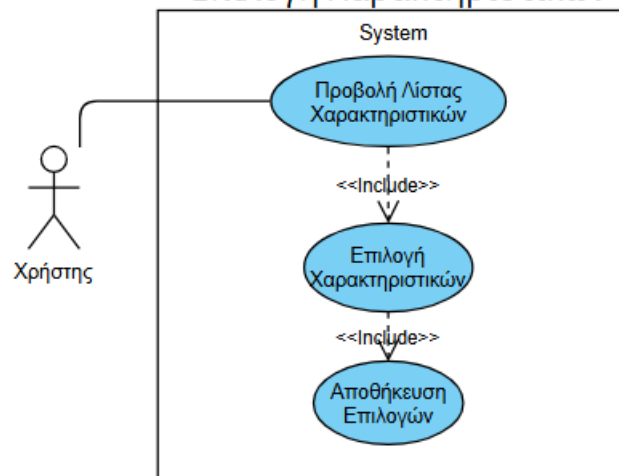 System
Προβολή Λίστας
Χαρακτηριστικών
<<Include>>
Επιλογή
Χαρακτηριστικών
<<Include>>
Αποθήκευση
Επιλογών
Χρήστης